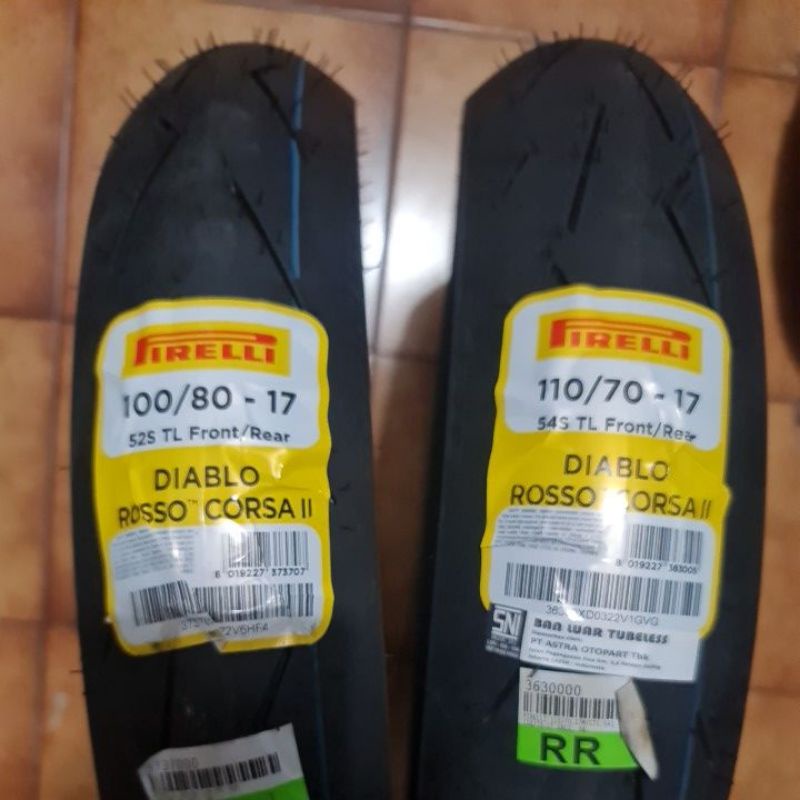 PIRELLI
100/80 - 17
52S TL Front/Rear
DIABLO
ROSSO™ CORSA II
8 019227 373707
PIRELLI
110/70 - 17
54S TL Front/Rear
DIABLO
ROSSO CORSA II
8 019227 383005
SNI
BAN LUAR TUBELESS
PT ASTRA OTOPART Tbk
3630000
RR